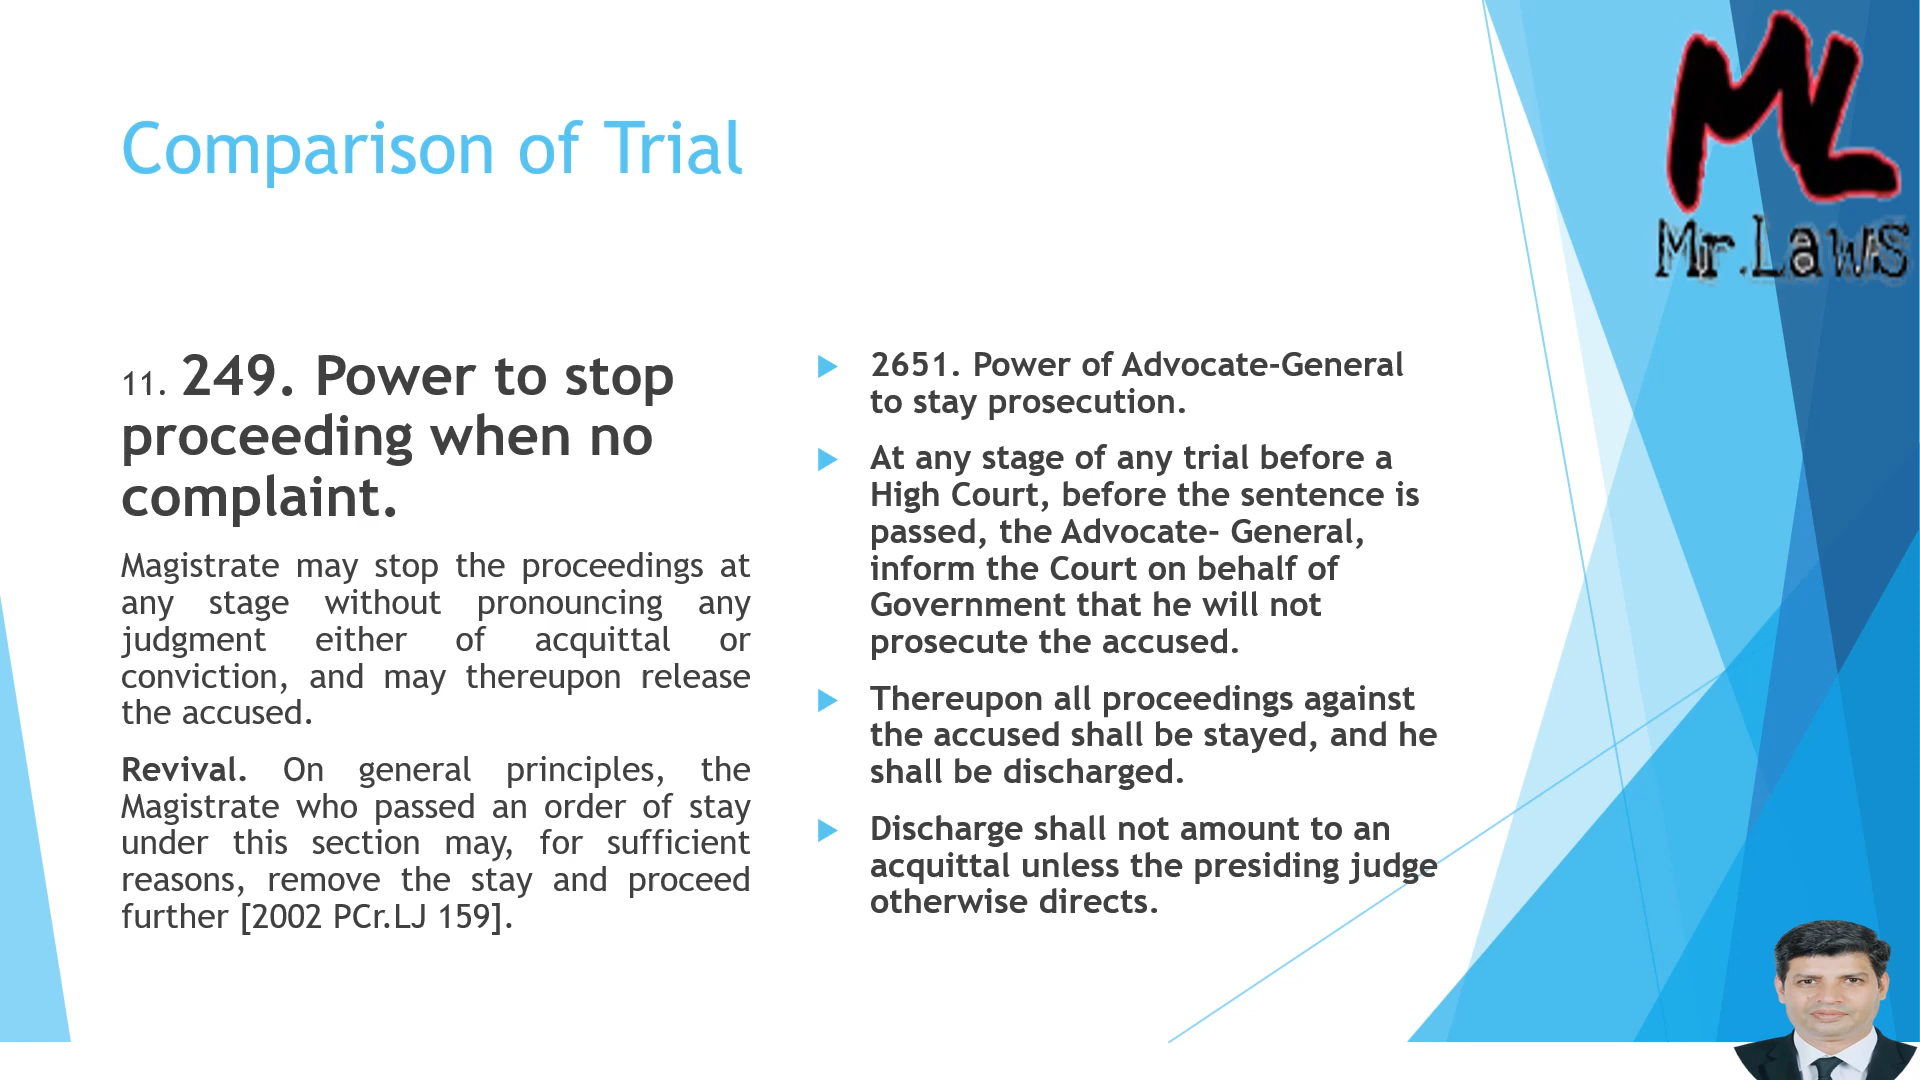 Comparison of Trial
ML
Mr.Laws
11. 249. Power to stop
proceeding when no
complaint.
Magistrate may stop the proceedings at
any stage without pronouncing any
judgment either of acquittal or
conviction, and may thereupon release
the accused.
Revival. On general principles, the
Magistrate who passed an order of stay
under this section may, for sufficient
reasons, remove the stay and proceed
further [2002 PCr.LJ 159].
2651. Power of Advocate-General
to stay prosecution.
At any stage of any trial before a
High Court, before the sentence is
passed, the Advocate- General,
inform the Court on behalf of
Government that he will not
prosecute the accused.
Thereupon all proceedings against
the accused shall be stayed, and he
shall be discharged.
Discharge shall not amount to an
acquittal unless the presiding judge
otherwise directs.